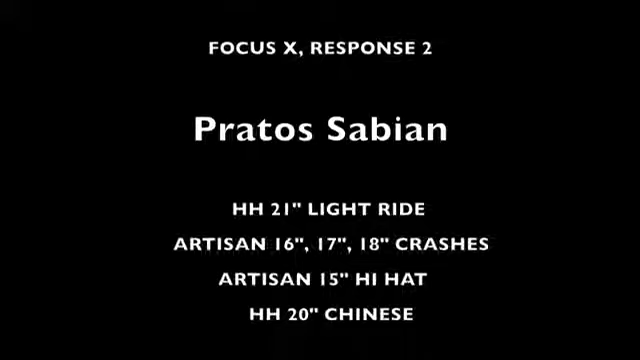 FOCUS X, RESPONSE 2
Pratos Sabian
HH 21" LIGHT RIDE
ARTISAN 16", 17", 18" CRASHES
ARTISAN 15" HI HAT
HH 20" CHINESE